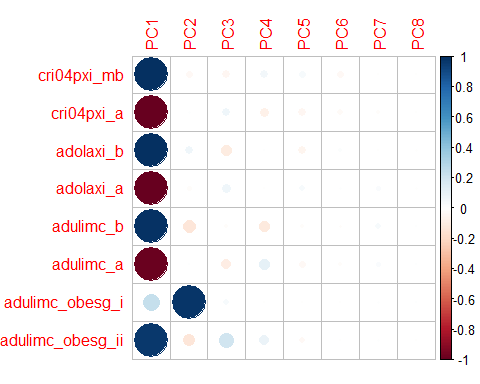 PC1 PC2 PC3 PC4 PC5 PC6 PC7 PC8
cri04pxi_mb
cri04pxi_a
adolaxi_b
adolaxi_a
adulimc_b
adulimc_a
adulimc_obesg_i
adulimc_obesg_ii
1
0.8
0.6
0.4
0.2
0
-0.2
-0.4
-0.6
-0.8
-1